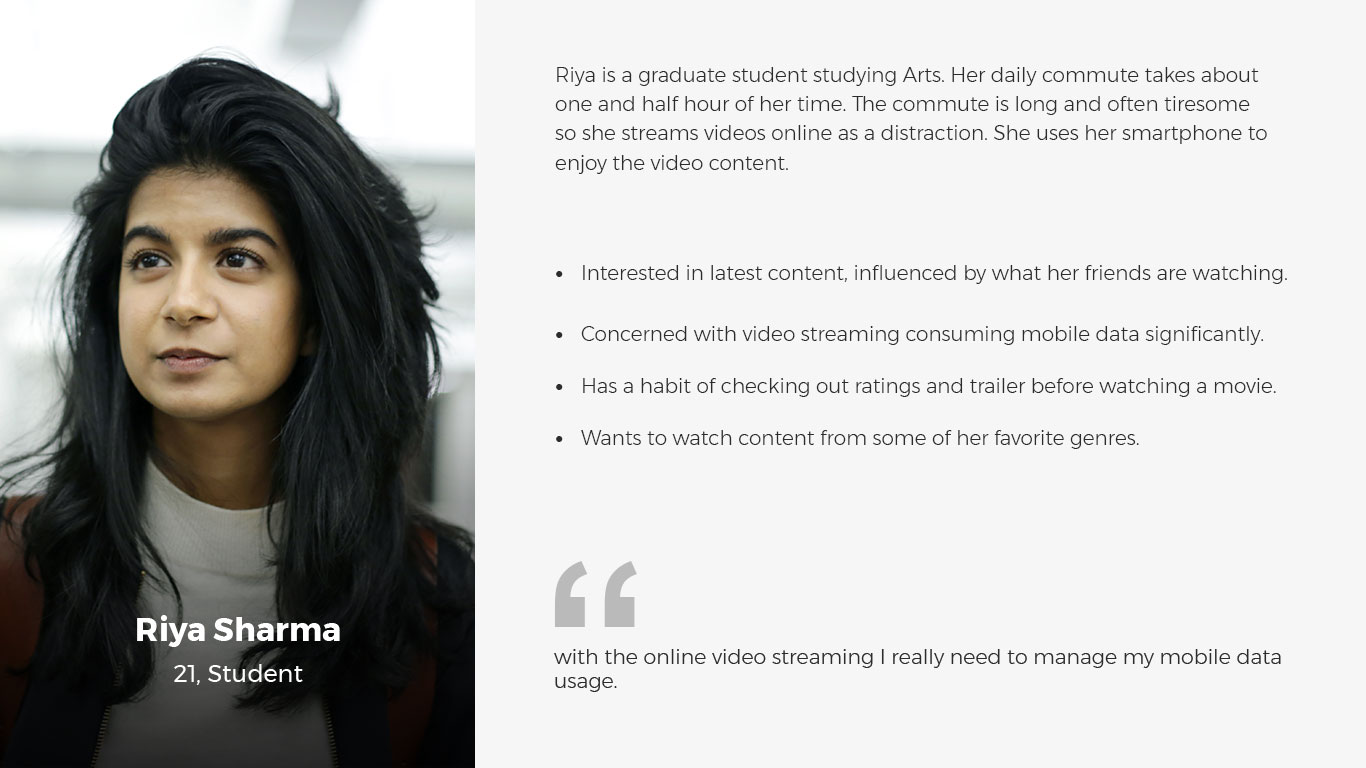 Riya is a graduate student studying Arts. Her daily commute takes about
one and half hour of her time. The commute is long and often tiresome
so she streams videos online as a distraction. She uses her smartphone to
enjoy the video content.
• Interested in latest content, influenced by what her friends are watching.
• Concerned with video streaming consuming mobile data significantly.
• Has a habit of checking out ratings and trailer before watching a movie.
• Wants to watch content from some of her favorite genres.
Riya Sharma
21, Student
“
with the online video streaming I really need to manage my mobile data
usage.